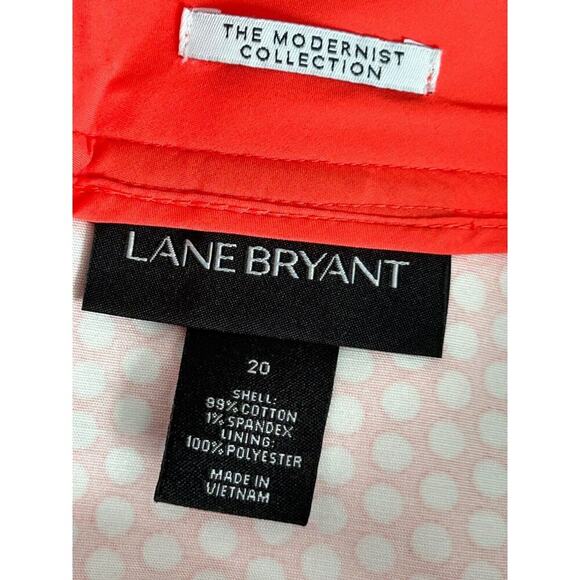 THE MODERNIST
COLLECTION
LANE BRYANT
20
SHELL:
99% COTTON
1% SPANDEX
LINING:
100% POLYESTER
MADE IN
VIETNAM